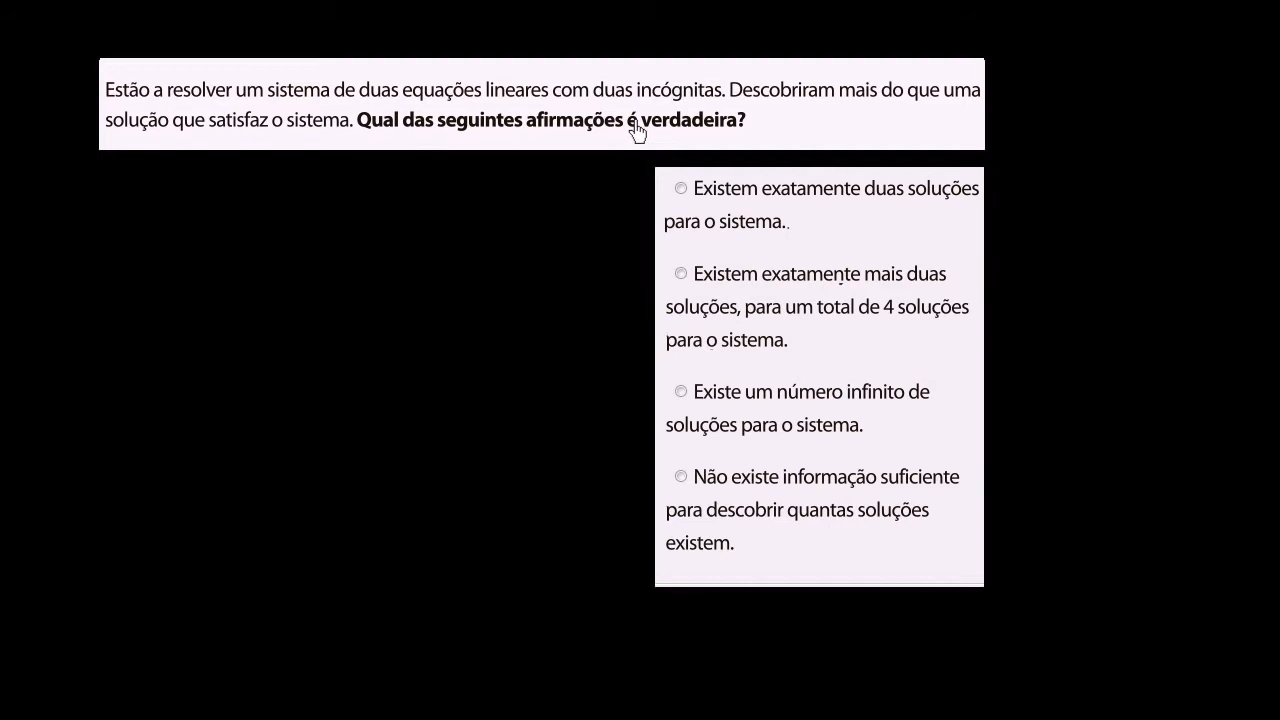 Estão a resolver um sistema de duas equações lineares com duas incógnitas. Descobriram mais do que uma
solução que satisfaz o sistema. Qual das seguintes afirmações é verdadeira?
Existem exatamente duas soluções
para o sistema..
Existem exatamente mais duas
soluções, para um total de 4 soluções
para o sistema.
Existe um número infinito de
soluções para o sistema.
Não existe informação suficiente
para descobrir quantas soluções
existem.